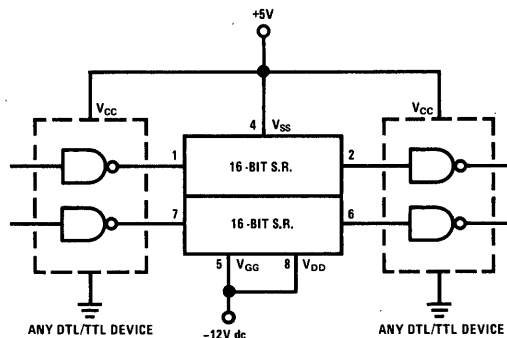 +5V
VCC
VCC
4 VSS
1
16-BIT S.R.
2
7
16-BIT S.R.
6
5 VGG
8 VDD
-12V dc
ANY DTL/TTL DEVICE
ANY DTL/TTL DEVICE